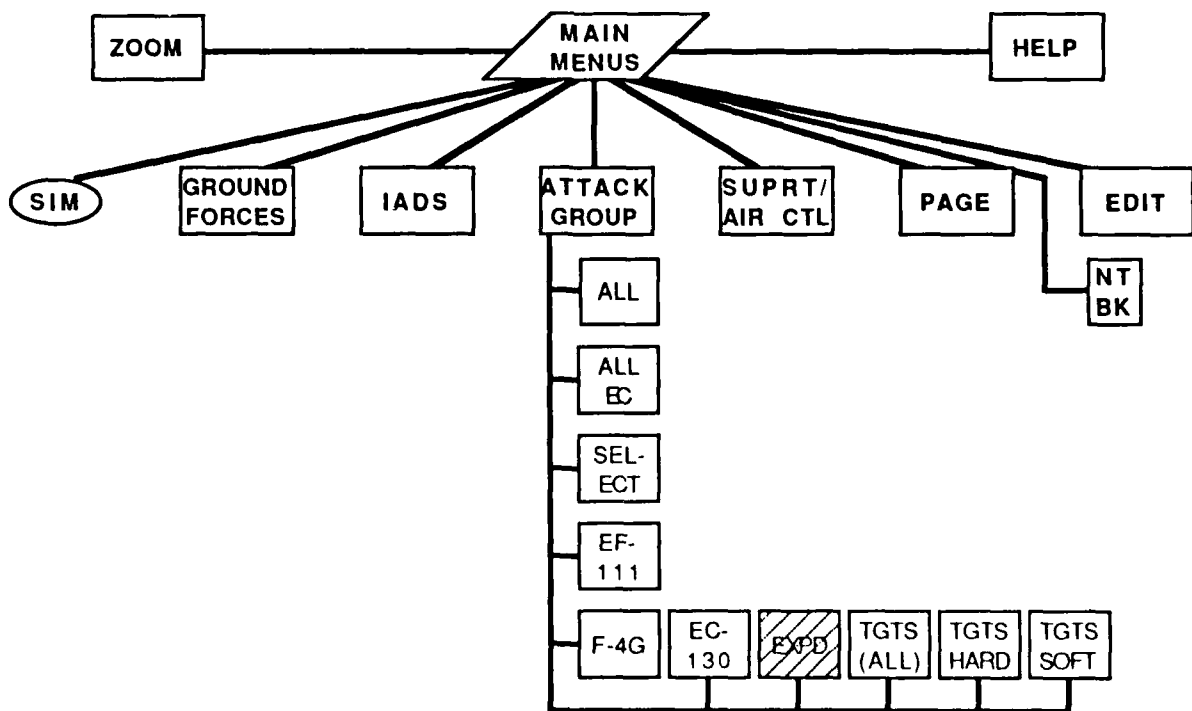 ZOOM
MAIN
MENUS
HELP
SIM
GROUND
FORCES
IADS
ATTACK
GROUP
SUPRT/
AIR CTL
PAGE
EDIT
NT
BK
ALL
ALL
EC
SEL-
ECT
EF-
111
F-4G
EC-
130
EXPD
TGTS
(ALL)
TGTS
HARD
TGTS
SOFT